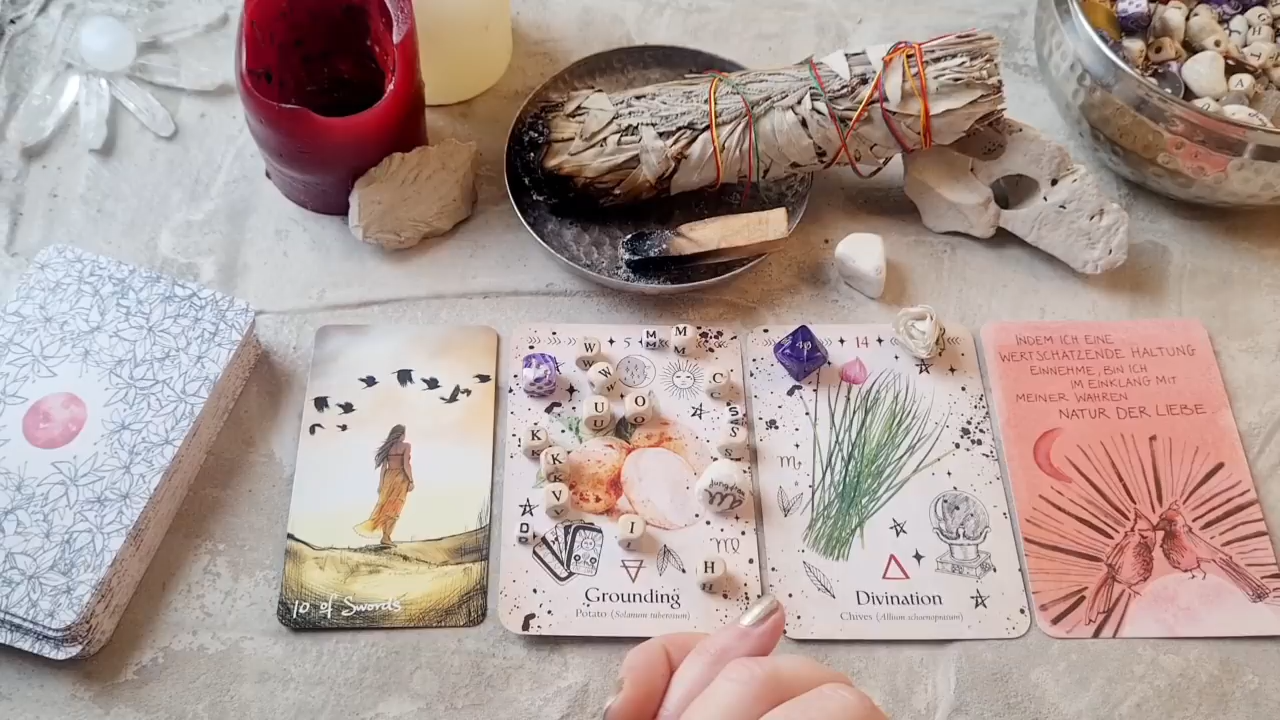 10 of Swords
5
Grounding
Potato (Solanum tuberosum)
M
M
W
W
U
O
C
S
S
K
K
K
V
I
H
H
Jungfrau
14
Divination
Chives (Allium schoenoprasum)
INDEM ICH EINE
WERTSCHÄTZENDE HALTUNG
EINNEHME, BIN ICH
IM EINKLANG MIT
MEINER WAHREN
NATUR DER LIEBE
H
A